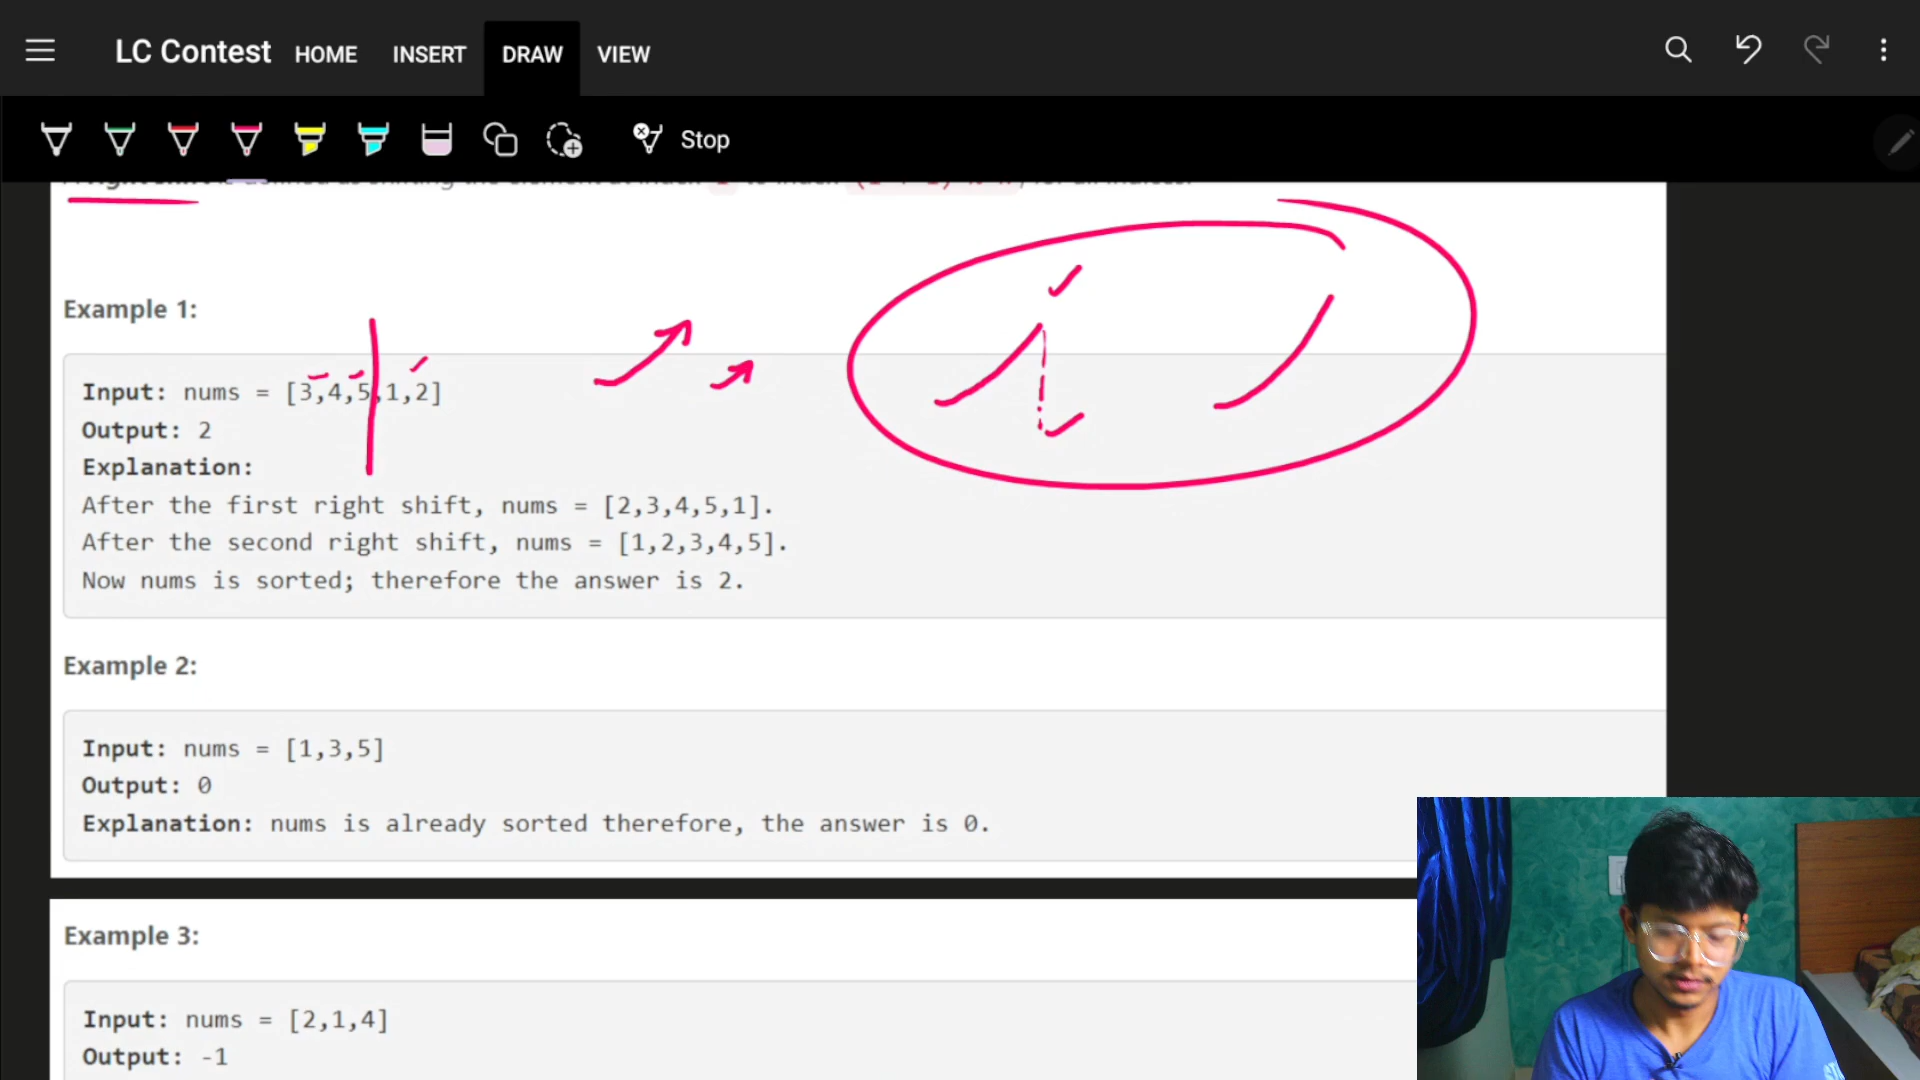 LC Contest HOME INSERT DRAW VIEW
Stop
Example 1:
Input: nums = [3,4,5,1,2]
Output: 2
Explanation:
After the first right shift, nums = [2,3,4,5,1].
After the second right shift, nums = [1,2,3,4,5].
Now nums is sorted; therefore the answer is 2.
Example 2:
Input: nums = [1,3,5]
Output: 0
Explanation: nums is already sorted therefore, the answer is 0.
Example 3:
Input: nums = [2,1,4]
Output: -1